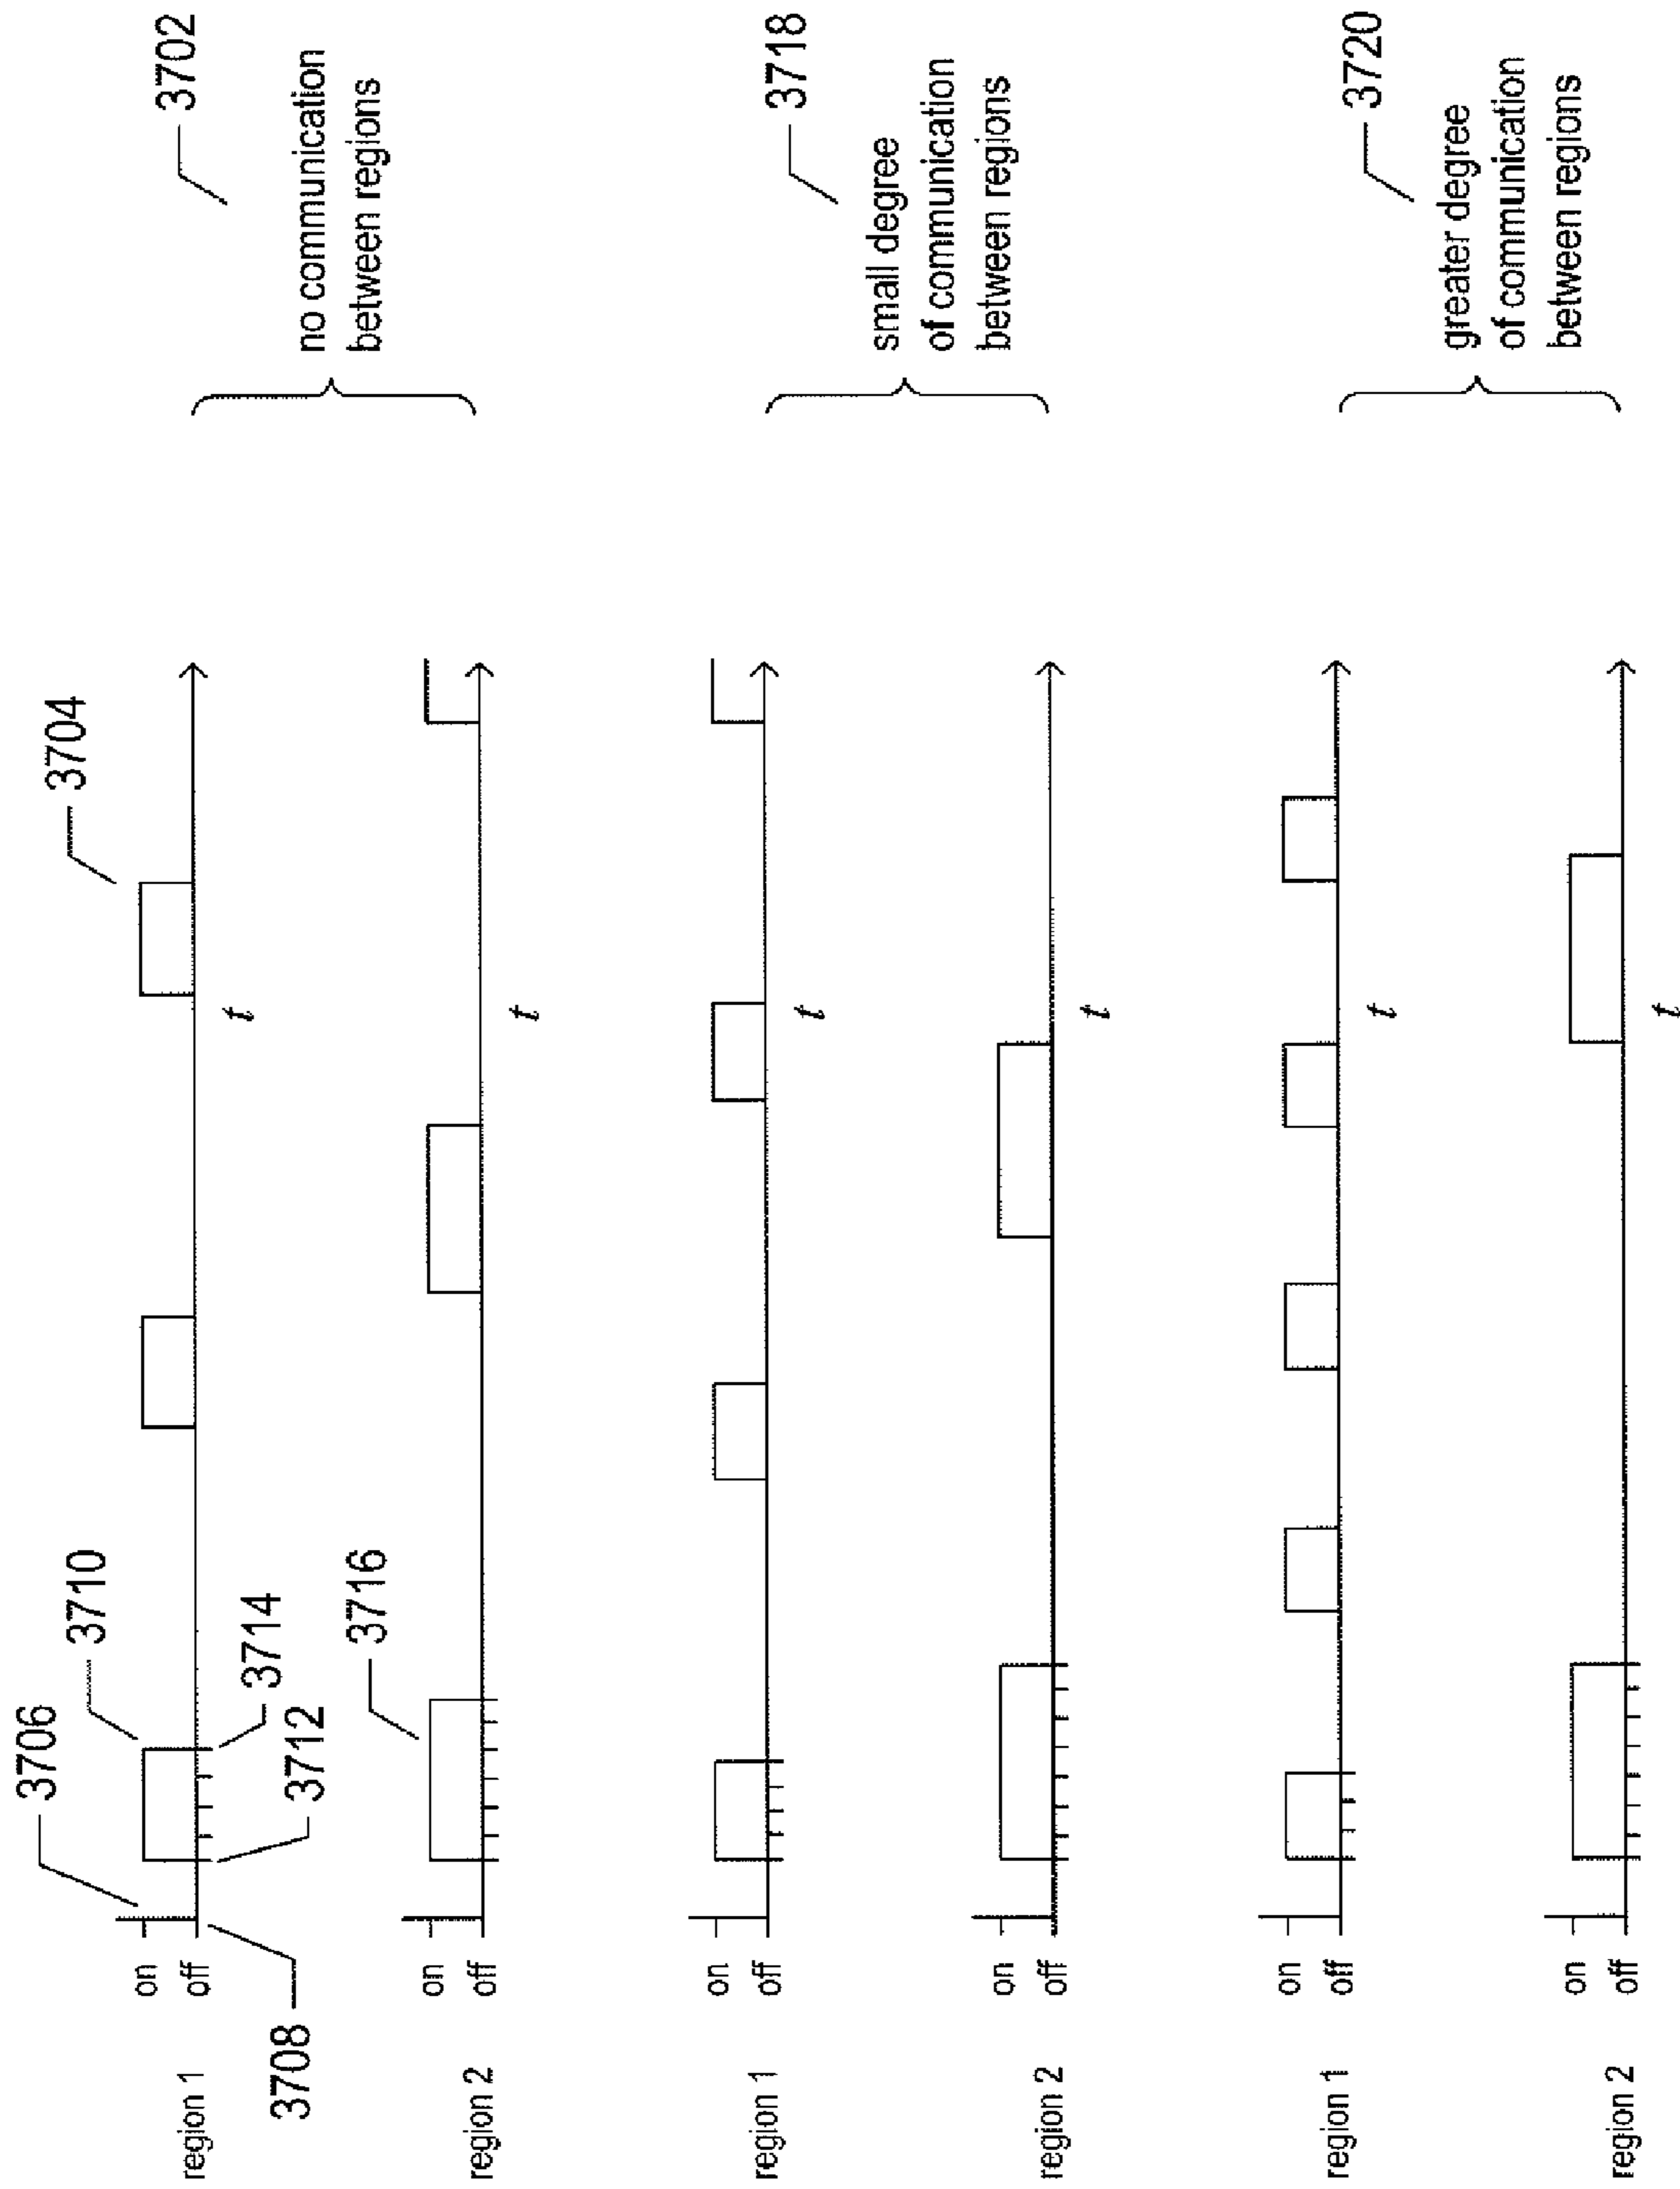 3706
3710
3704
3702
on
off
region 1
3708
3712
3714
t
no communication
between regions
3716
on
off
region 2
t
3718
on
off
region 1
t
small degree
of communication
between regions
on
off
region 2
t
3720
on
off
region 1
t
greater degree
of communication
between regions
on
off
region 2
t